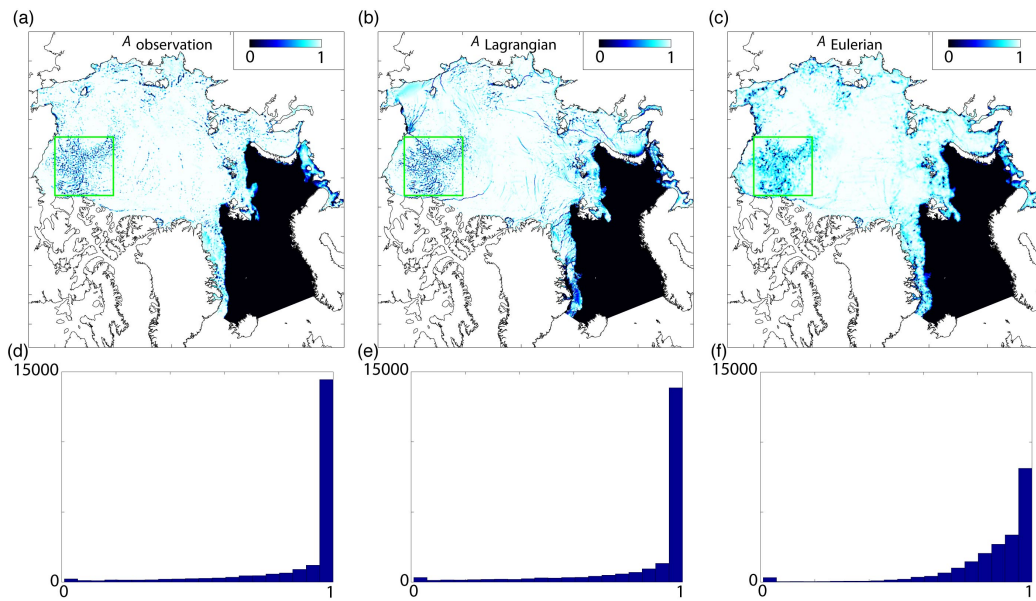 (a)
A observation
0 1
(b)
A Lagrangian
0 1
(c)
A Eulerian
0 1
(d)
15000
0
0 1
(e)
15000
0
0 1
(f)
15000
0
0 1